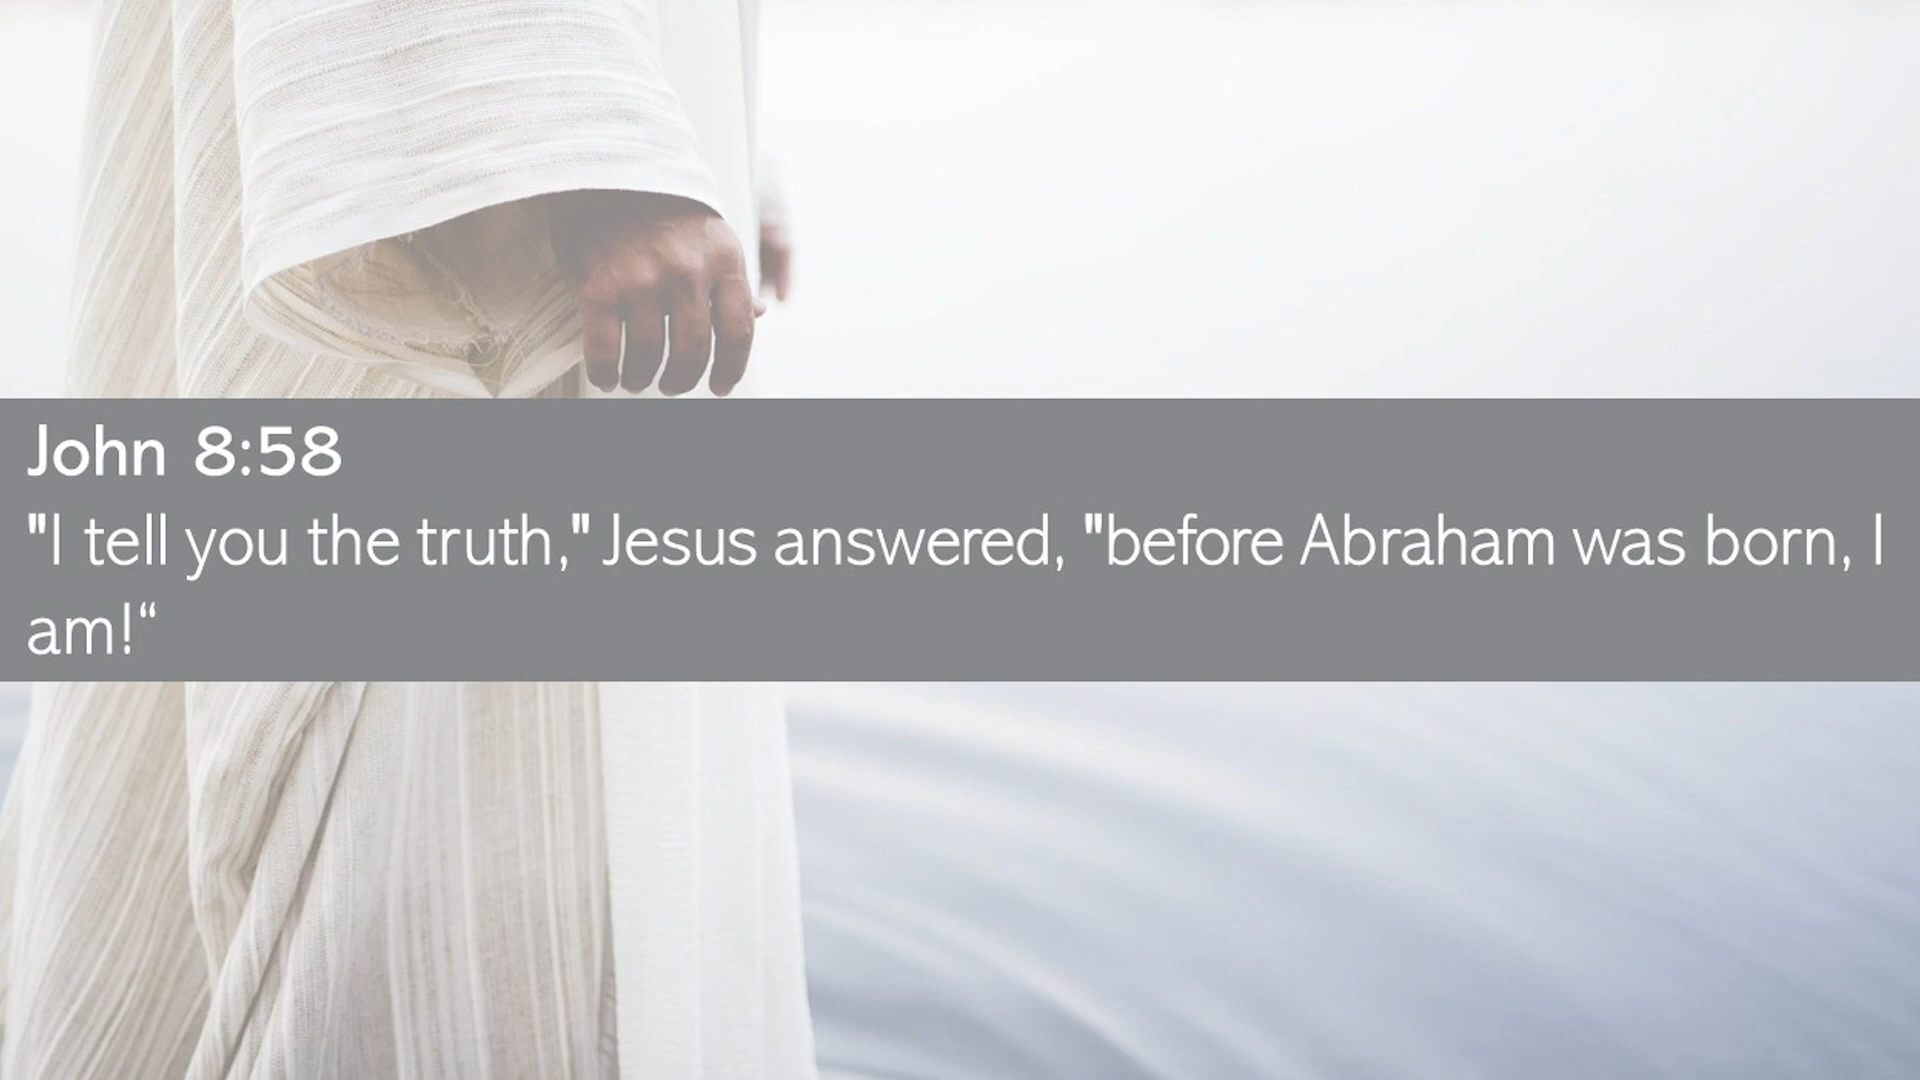 John 8:58
"I tell you the truth," Jesus answered, "before Abraham was born, I
am!“